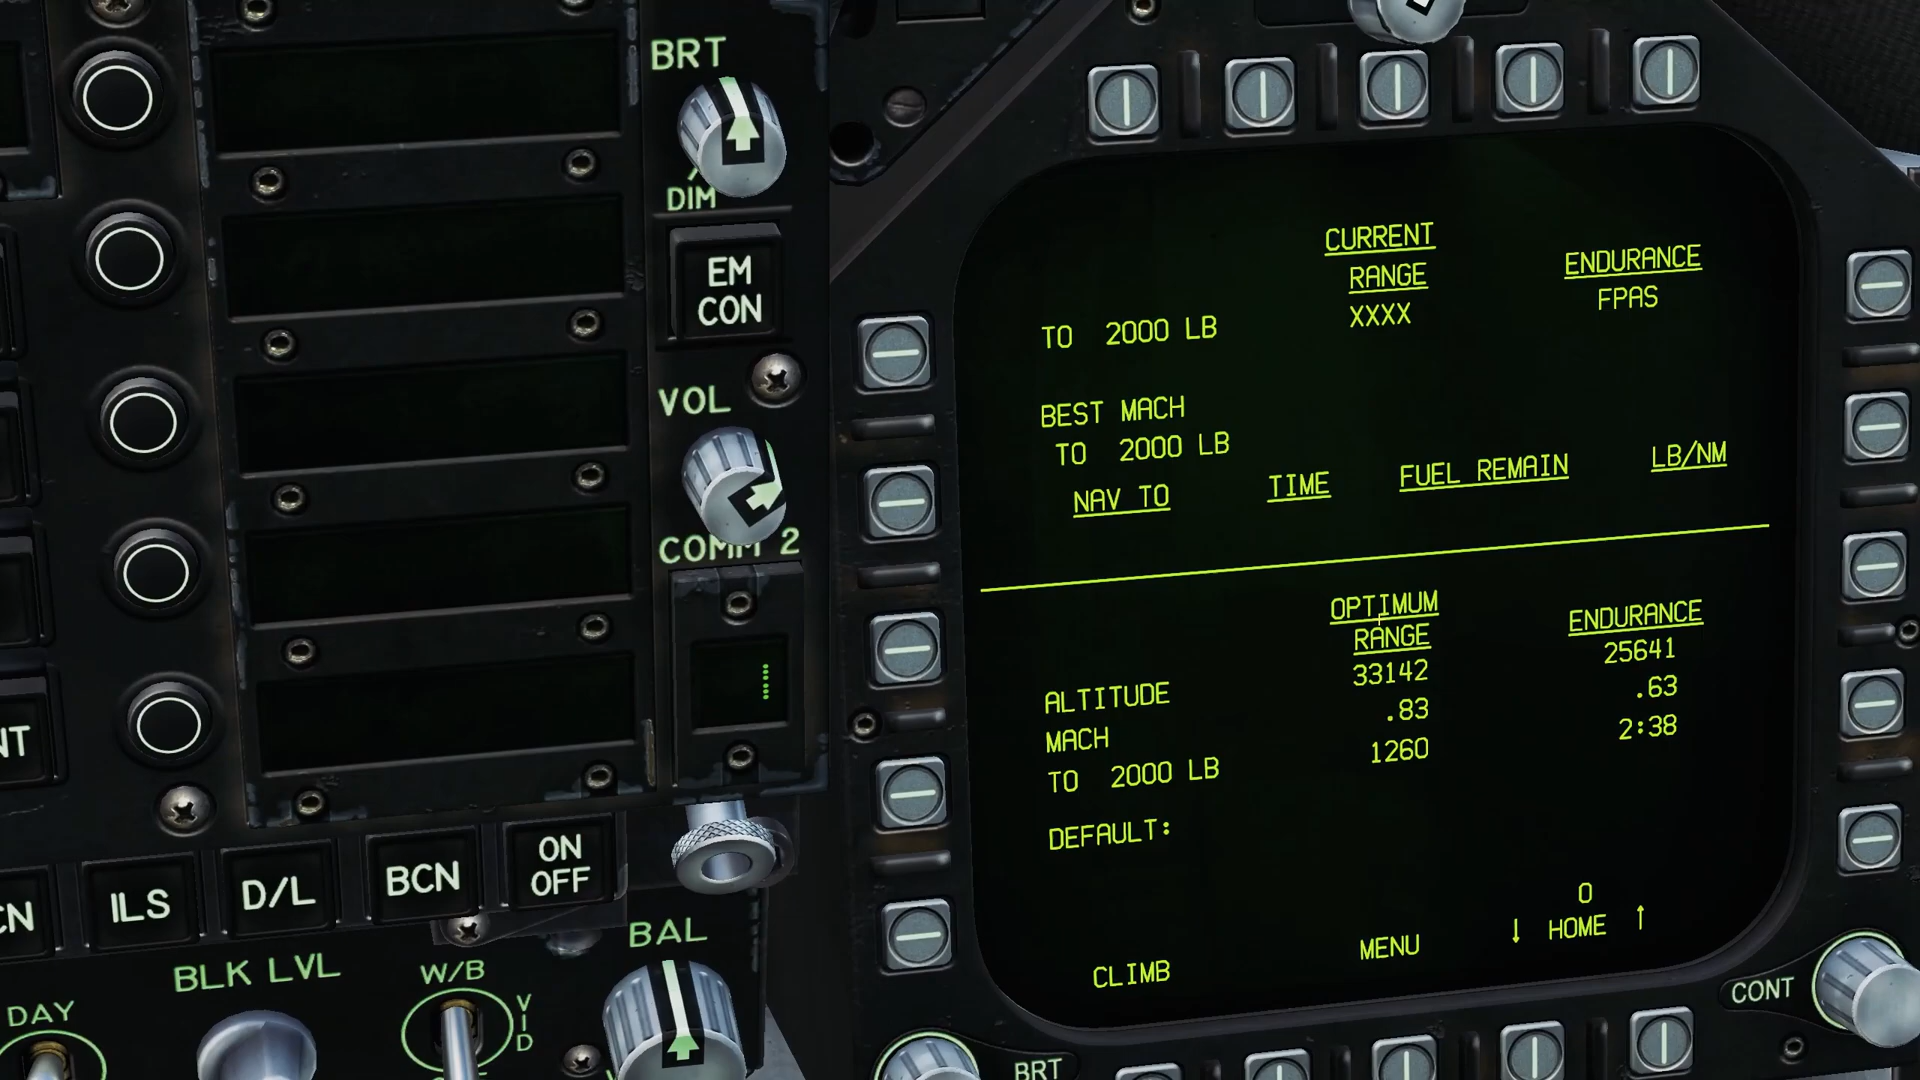 BRT
DIM
EM
CON
VOL
COMM 2
NT
CN
ILS
D/L
BCN
ON
OFF
BLK LVL
W/B
VID
DAY
BAL
CURRENT
RANGE
ENDURANCE
TO 2000 LB
XXXX
FPAS
BEST MACH
TO 2000 LB
NAV TO
TIME
FUEL REMAIN
LB/NM
OPTIMUM
RANGE
ENDURANCE
ALTITUDE
33142
25641
MACH
.83
.63
TO 2000 LB
1260
2:38
DEFAULT:
0
↓ HOME ↑
CLIMB
MENU
BRT
CONT